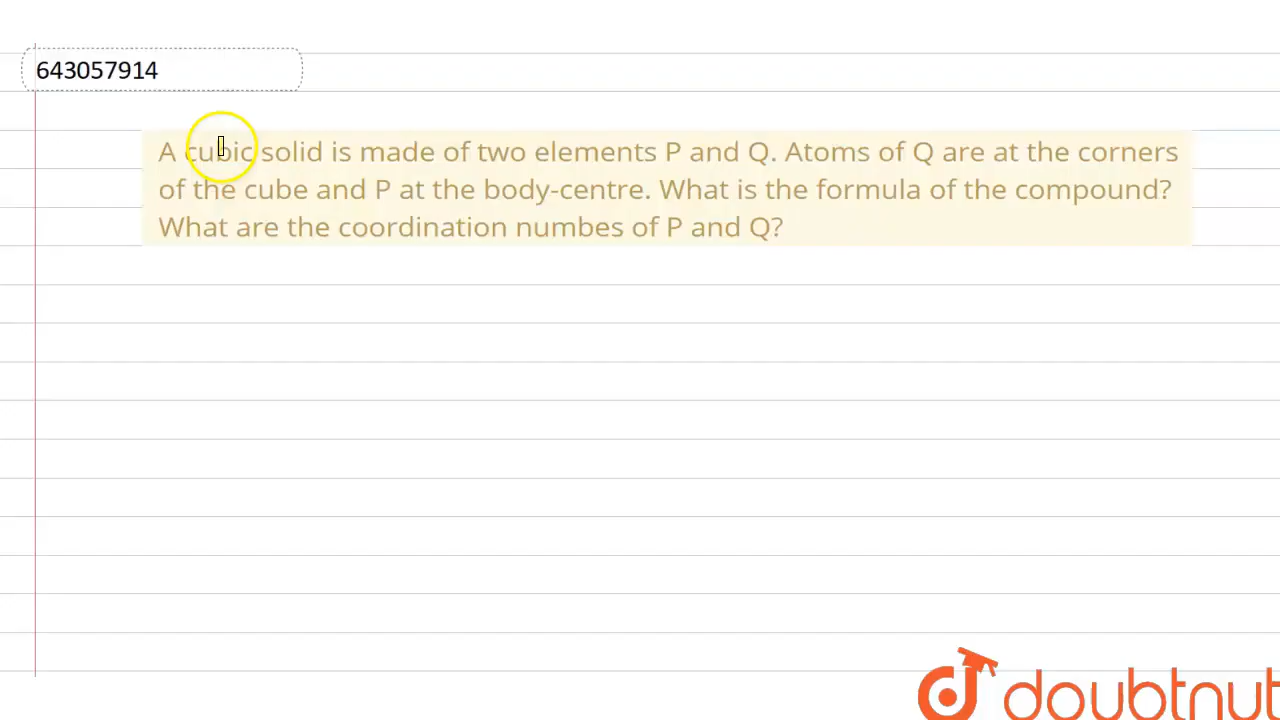 643057914
A cubic solid is made of two elements P and Q. Atoms of Q are at the corners
of the cube and P at the body-centre. What is the formula of the compound?
What are the coordination numbes of P and Q?
doubtnut